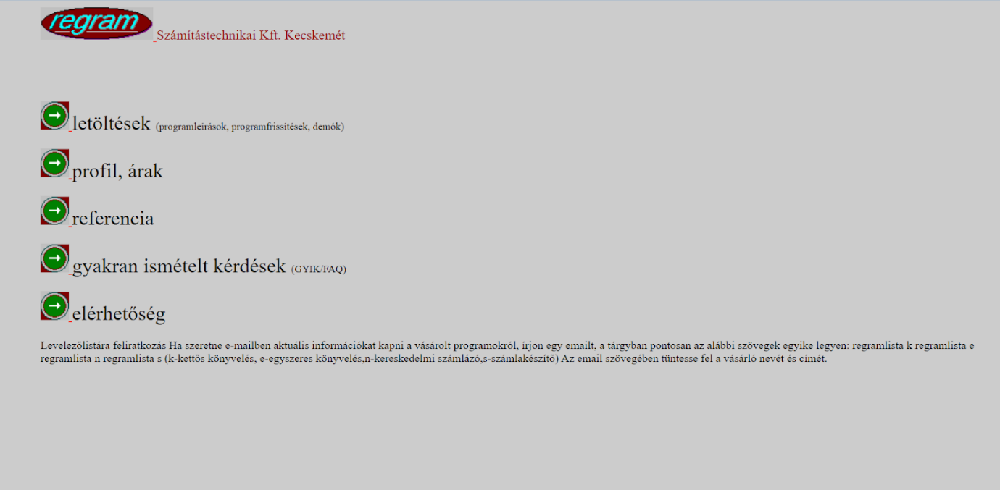 regram Számítástechnikai Kft. Kecskemét
letöltések (programleírások, programfrissítések, demók)
profil, árak
referencia
gyakran ismételt kérdések (GYIK/FAQ)
elérhetőség
Levelezőlistára feliratkozás Ha szeretne e-mailben aktuális információkat kapni a vásárolt programokról, írjon egy emailt, a tárgyban pontosan az alábbi szövegek egyike legyen: regramlista k regramlista e
regramlista n regramlista s (k-kettős könyvelés, e-egyszeres könyvelés,n-kereskedelmi számlázó,s-számlakészítő) Az email szövegében tüntesse fel a vásárló nevét és címét.